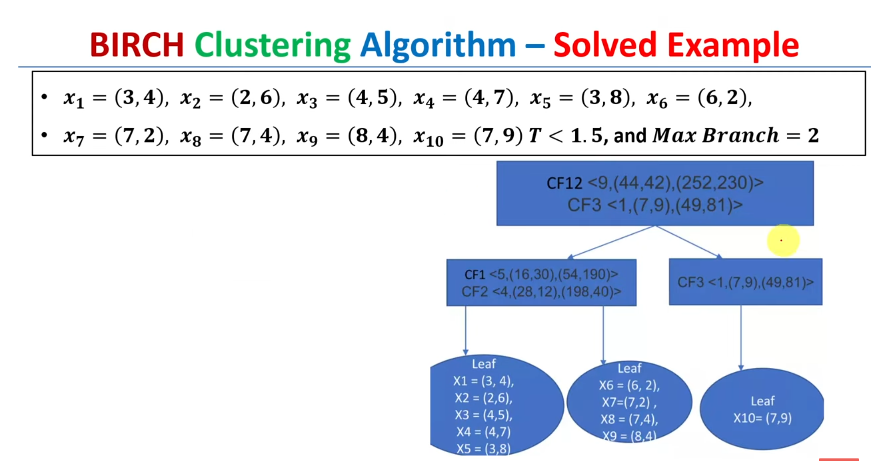 BIRCH Clustering Algorithm – Solved Example
• x₁ = (3, 4), x₂ = (2, 6), x₃ = (4, 5), x₄ = (4, 7), x₅ = (3, 8), x₆ = (6, 2),
• x₇ = (7, 2), x₈ = (7, 4), x₉ = (8, 4), x₁₀ = (7, 9) T < 1.5, and Max Branch = 2
CF12 <9,(44,42),(252,230)>
CF3 <1,(7,9),(49,81)>
CF1 <5,(16,30),(54,190)>
CF2 <4,(28,12),(198,40)>
CF3 <1,(7,9),(49,81)>
Leaf
X1 = (3, 4),
X2 = (2,6),
X3 = (4,5),
X4 = (4,7)
X5 = (3,8)
Leaf
X6 = (6, 2),
X7=(7,2) ,
X8 = (7,4),
X9 = (8,4)
Leaf
X10= (7,9)